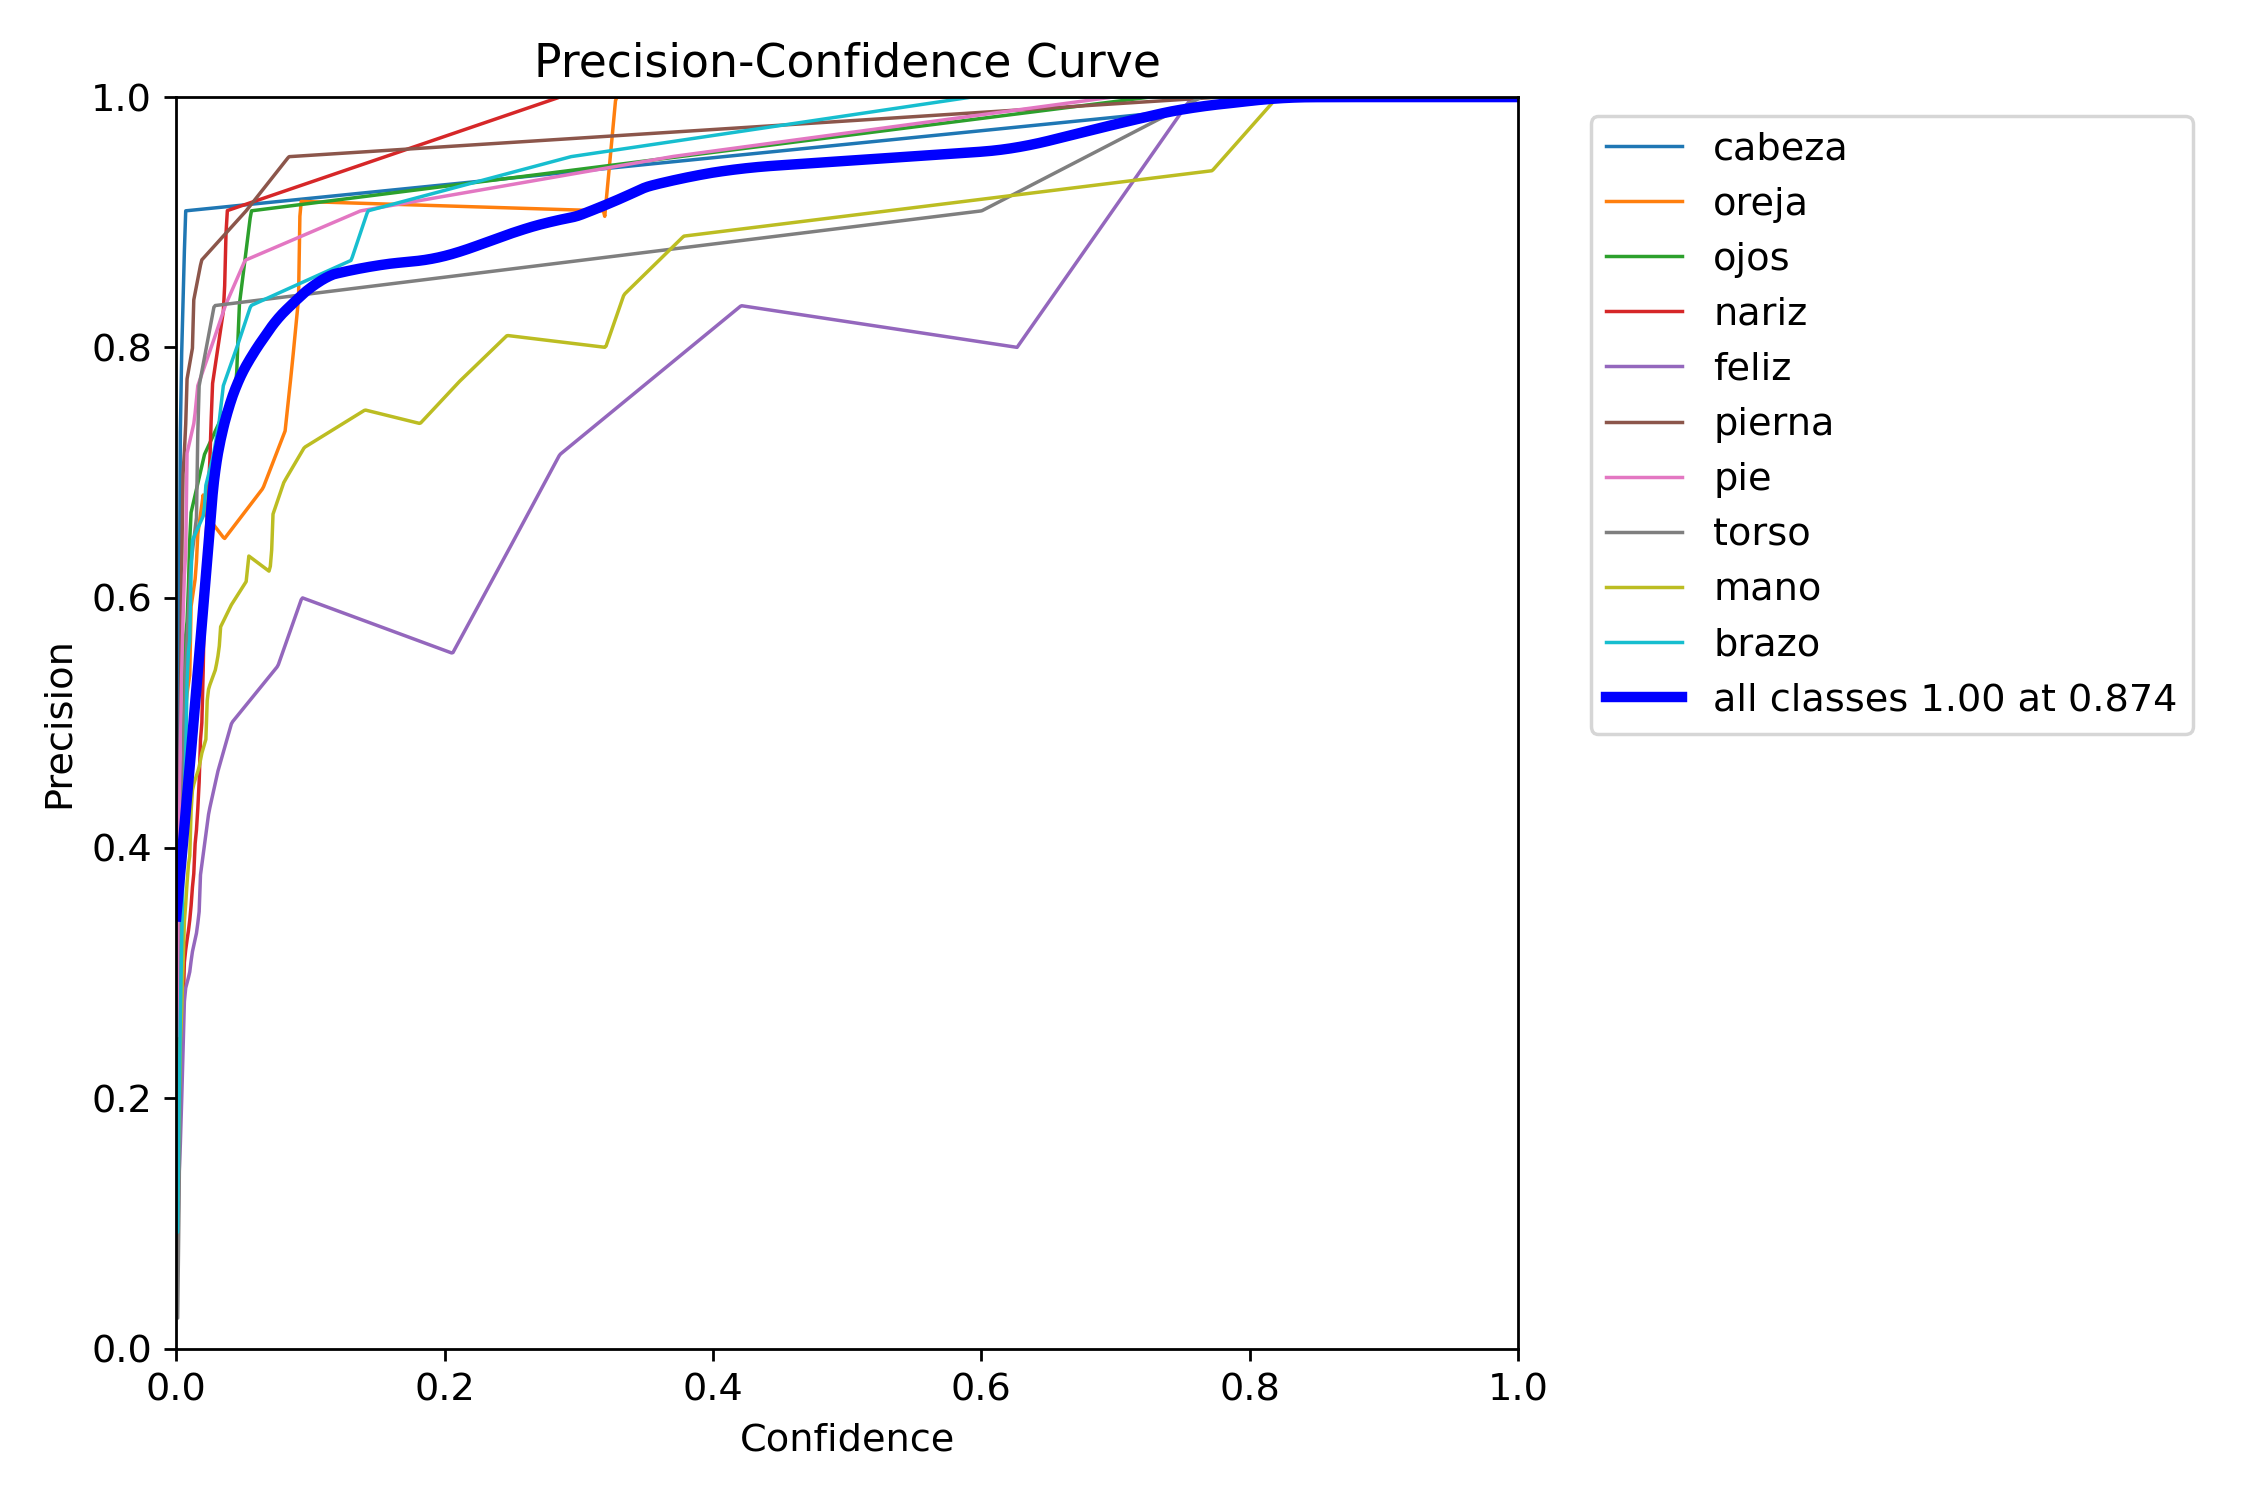 Precision-Confidence Curve
1.0
0.8
0.6
0.4
0.2
0.0
Precision
0.0 0.2 0.4 0.6 0.8 1.0
Confidence
cabeza
oreja
ojos
nariz
feliz
pierna
pie
torso
mano
brazo
all classes 1.00 at 0.874